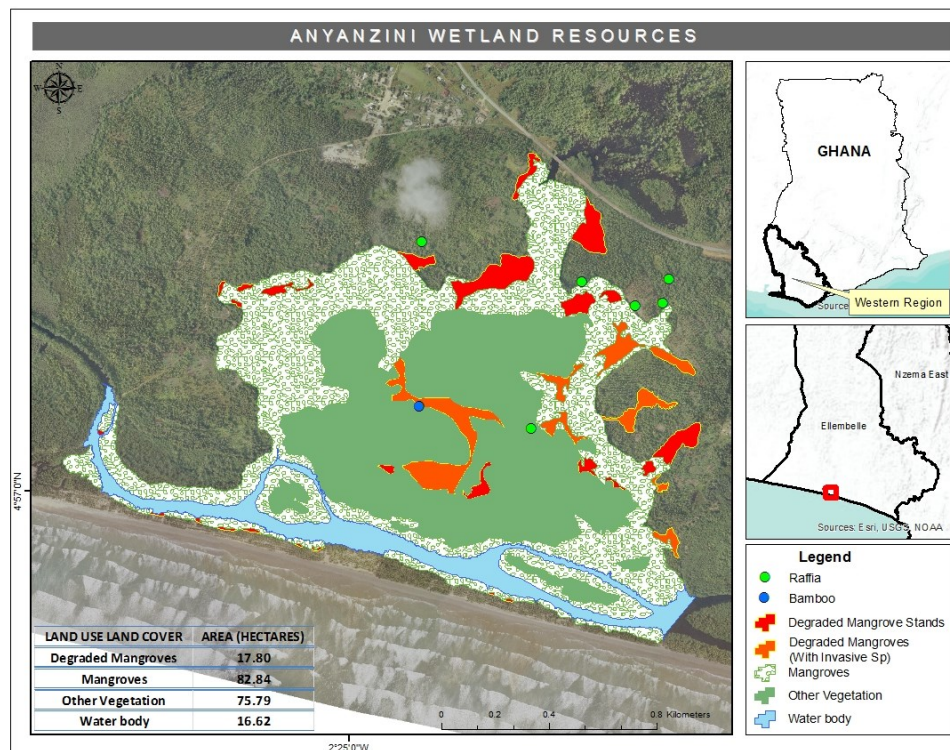 ANYANZINI WETLAND RESOURCES
N
W E
S
4°57'0"N
2°25'0"W
LAND USE LAND COVER AREA (HECTARES)
Degraded Mangroves 17.80
Mangroves 82.84
Other Vegetation 75.79
Water body 16.62
0 0.2 0.4 0.8 Kilometers
GHANA
Western Region
Source
Nzema East
Ellembelle
Sources: Esri, USGS, NOAA
Legend
Raffia
Bamboo
Degraded Mangrove Stands
Degraded Mangroves
(With Invasive Sp)
Mangroves
Other Vegetation
Water body